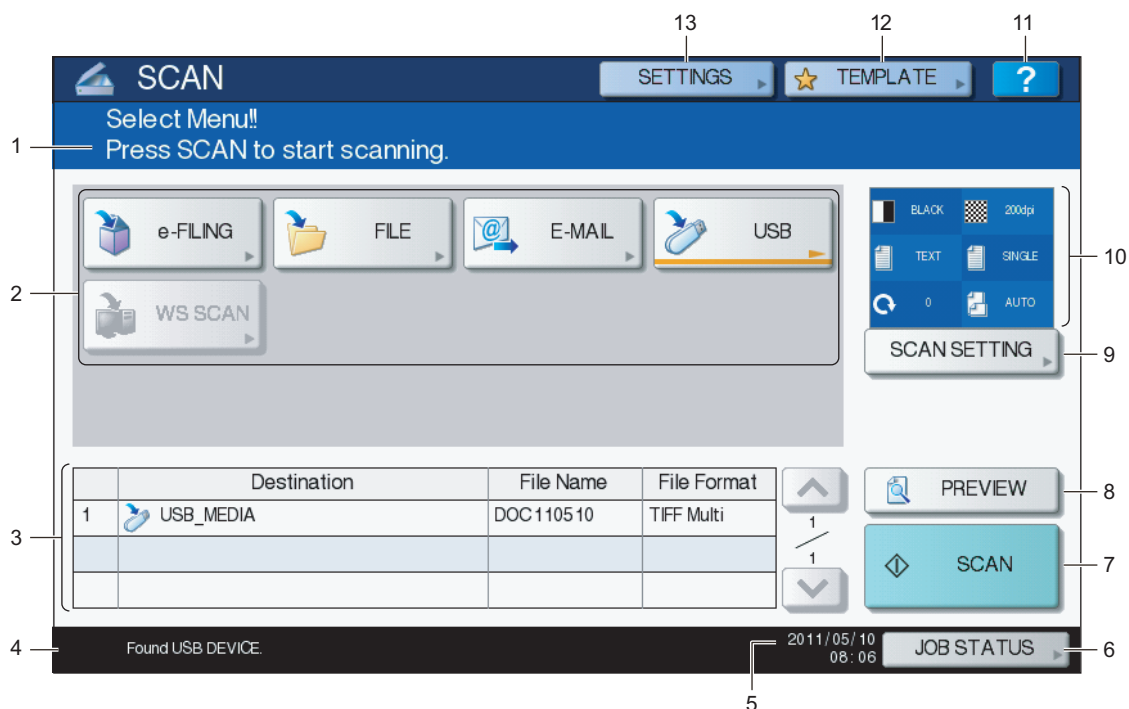 13 12 11
SCAN SETTINGS TEMPLATE ?
Select Menu!!
1 Press SCAN to start scanning.
e-FILING FILE E-MAIL USB
BLACK 200dpi
TEXT SINGLE
10
2 WS SCAN
0 AUTO
SCAN SETTING 9
Destination File Name File Format
PREVIEW 8
1 USB_MEDIA DOC110510 TIFF Multi
1
3
1
SCAN 7
4 Found USB DEVICE.
2011/05/10
08:06
JOB STATUS 6
5